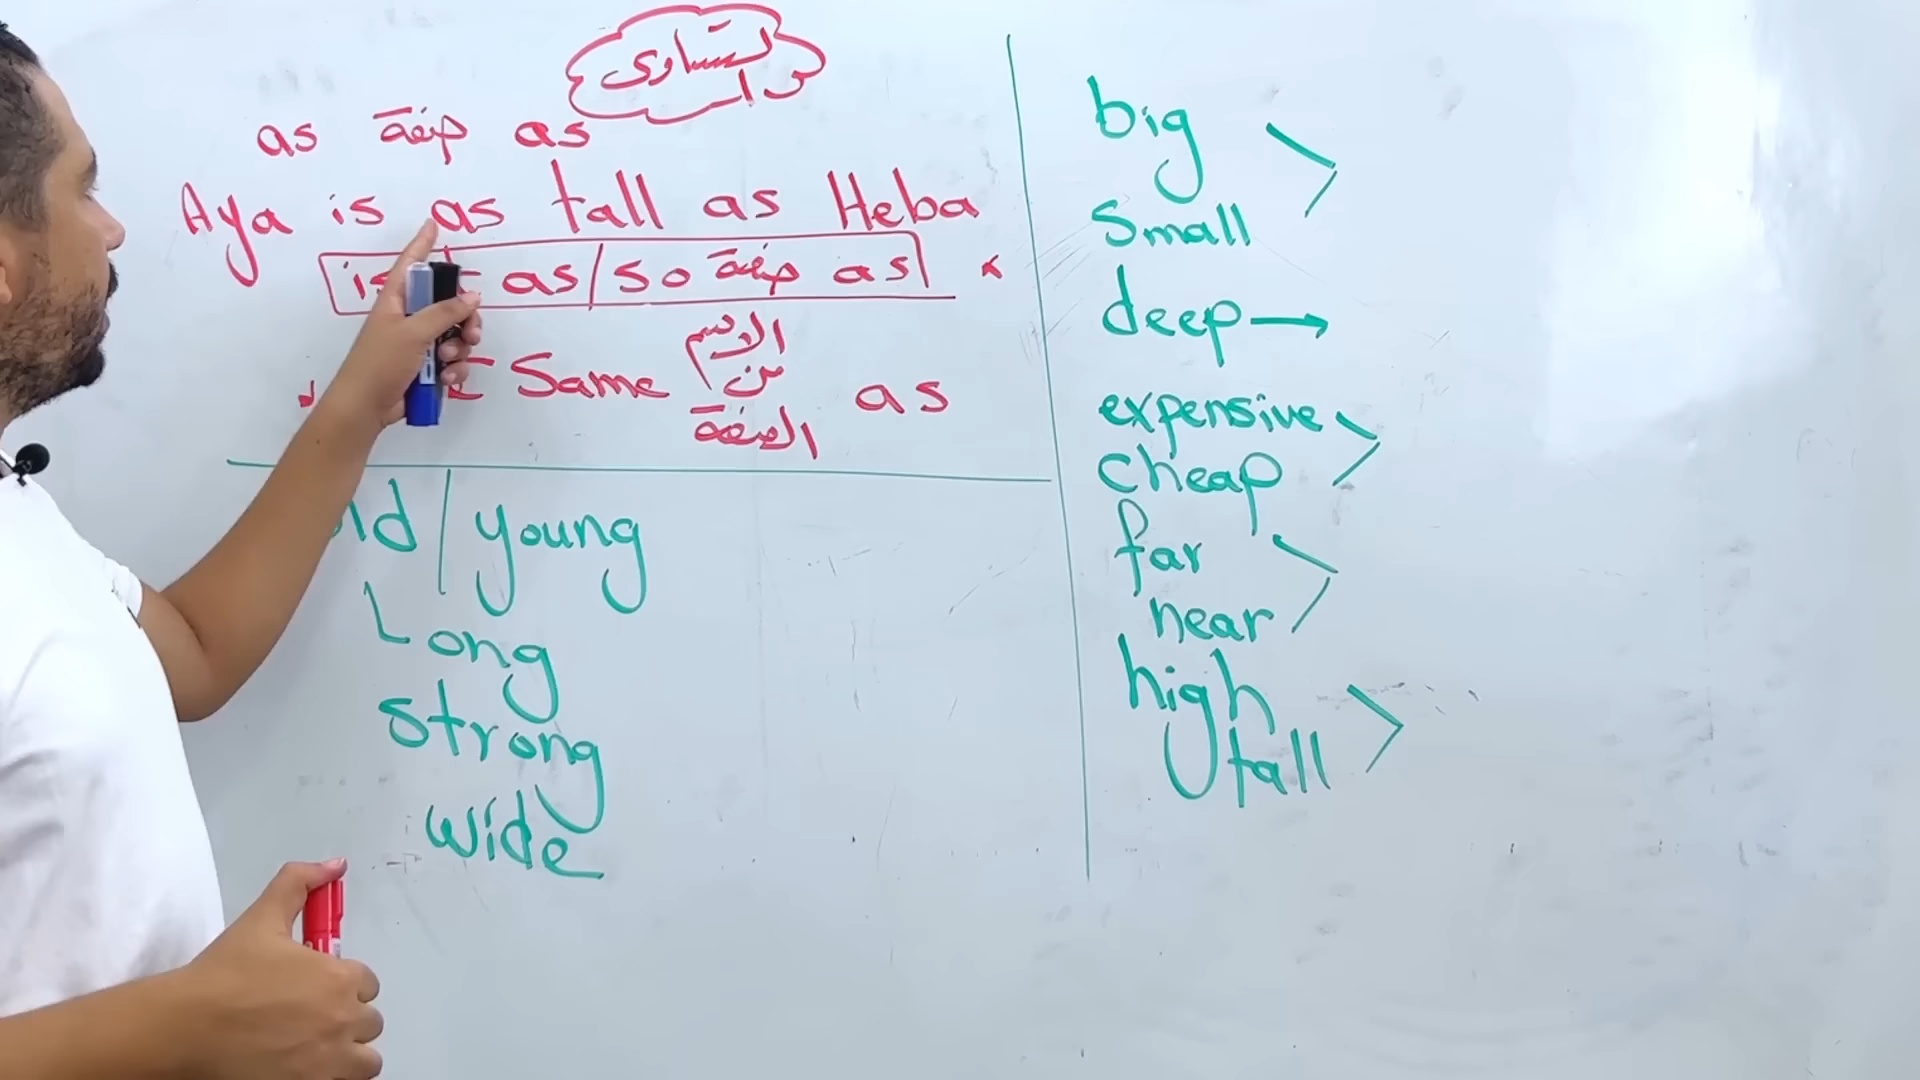 تساوى
as صفة as
Aya is as tall as Heba
as/so صفة as
Same الاسم من الصفة as
old/young
Long
Strong
wide
big
Small
deep →
expensive
cheap
far
near
high
tall